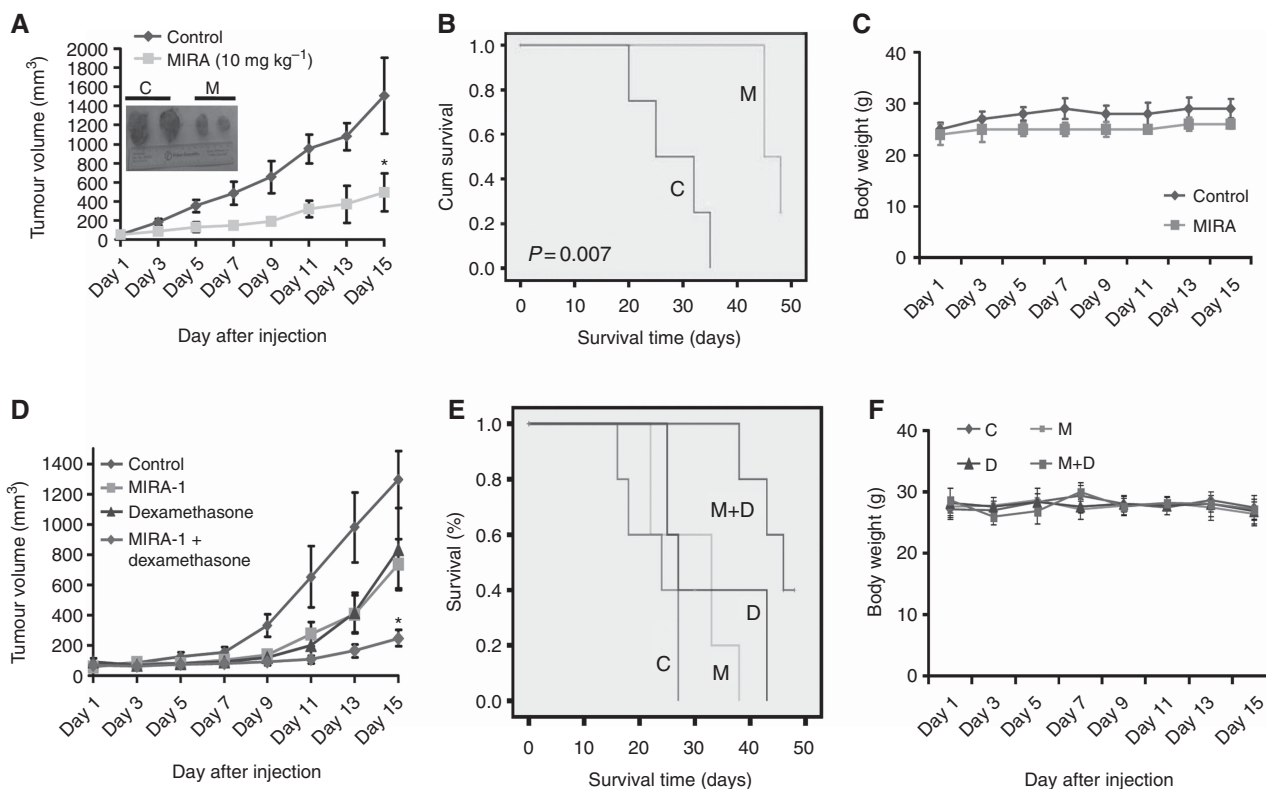 A
Control
MIRA (10 mg kg–1)
C
M
Tumour volume (mm3)
2000
1800
1600
1400
1200
1000
800
600
400
200
0
*
Day 1
Day 3
Day 5
Day 7
Day 9
Day 11
Day 13
Day 15
Day after injection
B
Cum survival
1.0
0.8
0.6
0.4
0.2
0.0
M
C
P = 0.007
0
10
20
30
40
50
Survival time (days)
C
Body weight (g)
40
30
20
10
0
Control
MIRA
Day 1
Day 3
Day 5
Day 7
Day 9
Day 11
Day 13
Day 15
D
Tumour volume (mm3)
1400
1200
1000
800
600
400
200
0
Control
MIRA-1
Dexamethasone
MIRA-1 +
dexamethasone
*
Day 1
Day 3
Day 5
Day 7
Day 9
Day 11
Day 13
Day 15
Day after injection
E
Survival (%)
1.0
0.8
0.6
0.4
0.2
0.0
M+D
D
C
M
0
10
20
30
40
50
Survival time (days)
F
Body weight (g)
40
30
20
10
0
C
M
D
M+D
Day 1
Day 3
Day 5
Day 7
Day 9
Day 11
Day 13
Day 15
Day after injection